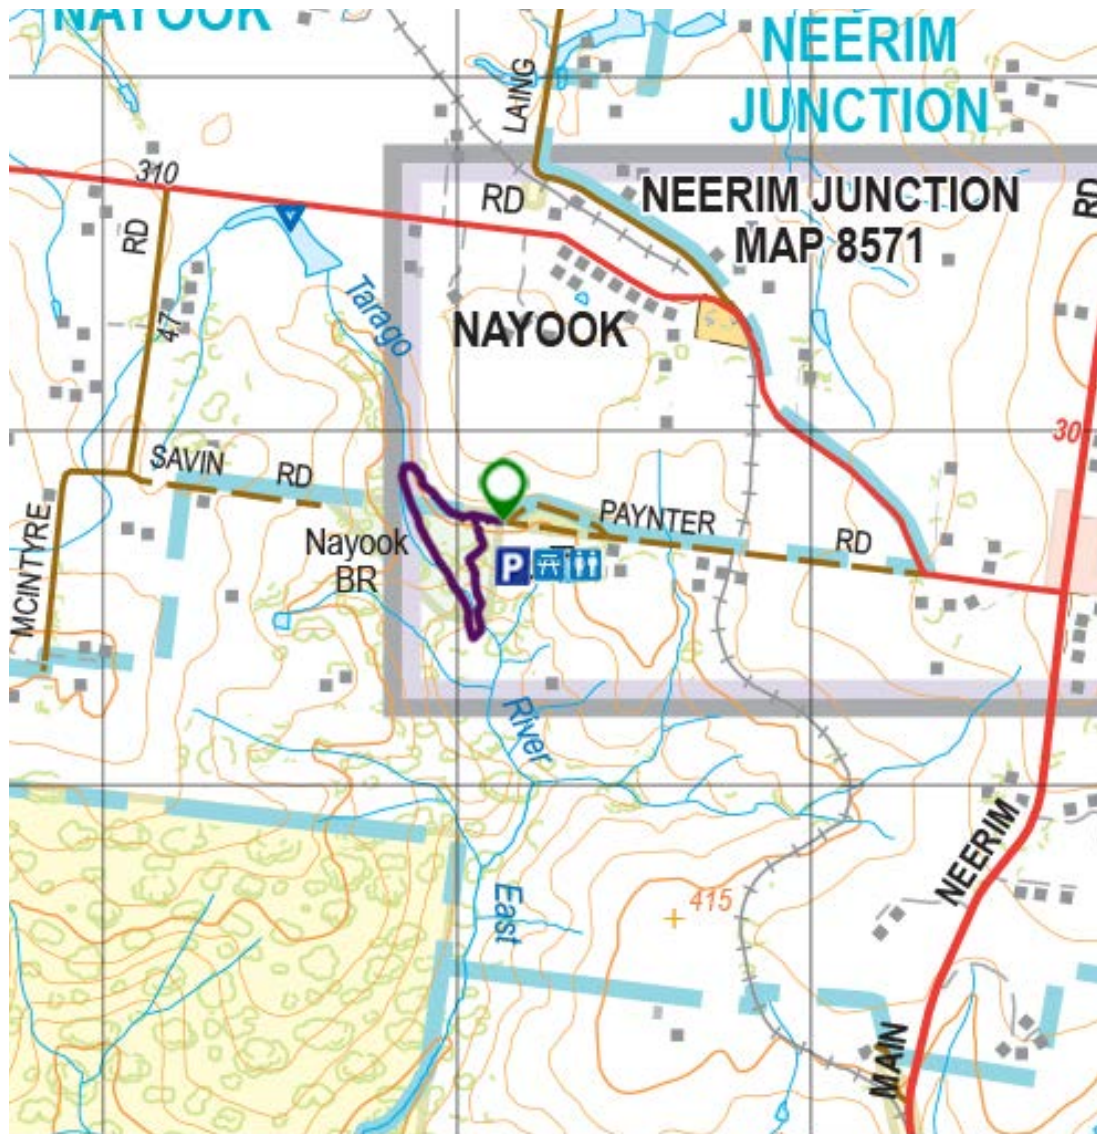 NAYOOK
NEERIM
JUNCTION
LAING
310
RD
RD
RD
NEERIM JUNCTION
MAP 8571
47
Tarago
NAYOOK
30
SAVIN
RD
PAYNTER
RD
MCINTYRE
Nayook
BR
P
River
NEERIM
415
East
MAIN